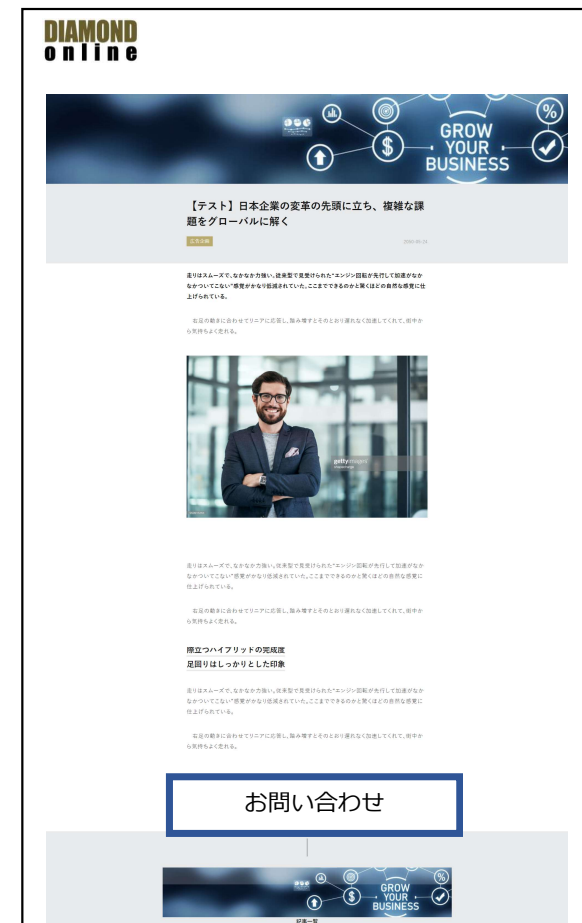 DIAMOND
online
GROW
YOUR
BUSINESS
【テスト】日本企業の変革の先頭に立ち、複雑な課
題をグローバルに解く
広告企画
走りはスムーズで、なかなか力強い。従来型で見受けられた“エンジン回転が先行して加速がなか
なかついてこない”感覚がかなり低減されていた。ここまでできるのかと驚くほどの自然な感覚に仕
上げられている。
右足の動きに合わせてリニアに応答し、踏み増すとそのとおり遅れなく加速してくれて、街中か
ら気持ちよく走れる。
gettyimages
走りはスムーズで、なかなか力強い。従来型で見受けられた“エンジン回転が先行して加速がなか
なかついてこない”感覚がかなり低減されていた。ここまでできるのかと驚くほどの自然な感覚に
仕上げられている。
右足の動きに合わせてリニアに応答し、踏み増すとそのとおり遅れなく加速してくれて、街中か
ら気持ちよく走れる。
際立つハイブリッドの完成度
足回りはしっかりとした印象
走りはスムーズで、なかなか力強い。従来型で見受けられた“エンジン回転が先行して加速がなか
なかついてこない”感覚がかなり低減されていた。ここまでできるのかと驚くほどの自然な感覚に
仕上げられている。
右足の動きに合わせてリニアに応答し、踏み増すとそのとおり遅れなく加速してくれて、街中か
ら気持ちよく走れる。
お問い合わせ
GROW
YOUR
BUSINESS
記事一覧